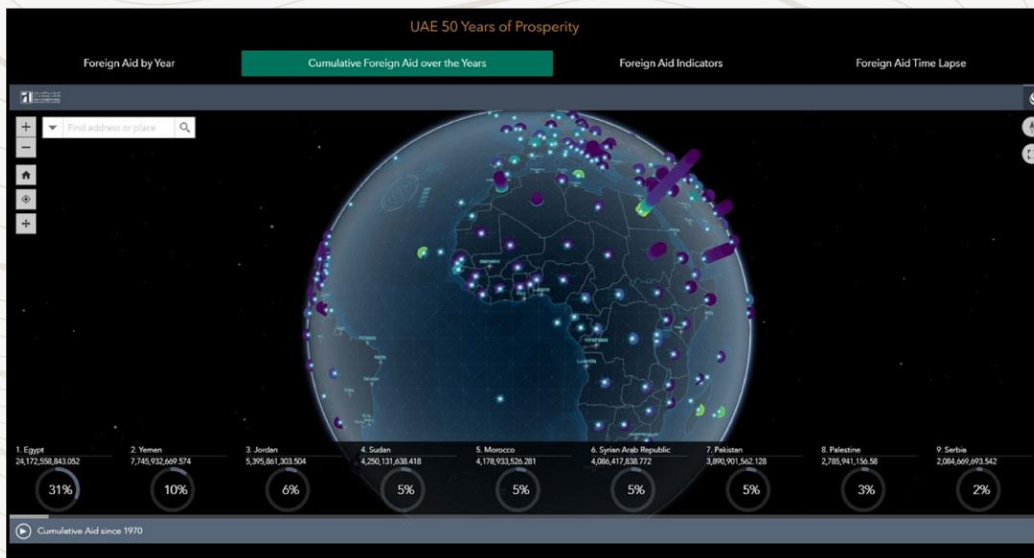 UAE 50 Years of Prosperity
Foreign Aid by Year
Cumulative Foreign Aid over the Years
Foreign Aid Indicators
Foreign Aid Time Lapse
Find address or place
1. Egypt
24,172,558,843.052
31%
2. Yemen
7,745,932,669.574
10%
3. Jordan
5,395,861,303.504
6%
4. Sudan
4,250,131,638.418
5%
5. Morocco
4,178,933,526.281
5%
6. Syrian Arab Republic
4,086,417,838.772
5%
7. Pakistan
3,890,901,562.128
5%
8. Palestine
2,785,941,156.58
3%
9. Serbia
2,084,669,693.542
2%
Cumulative Aid since 1970